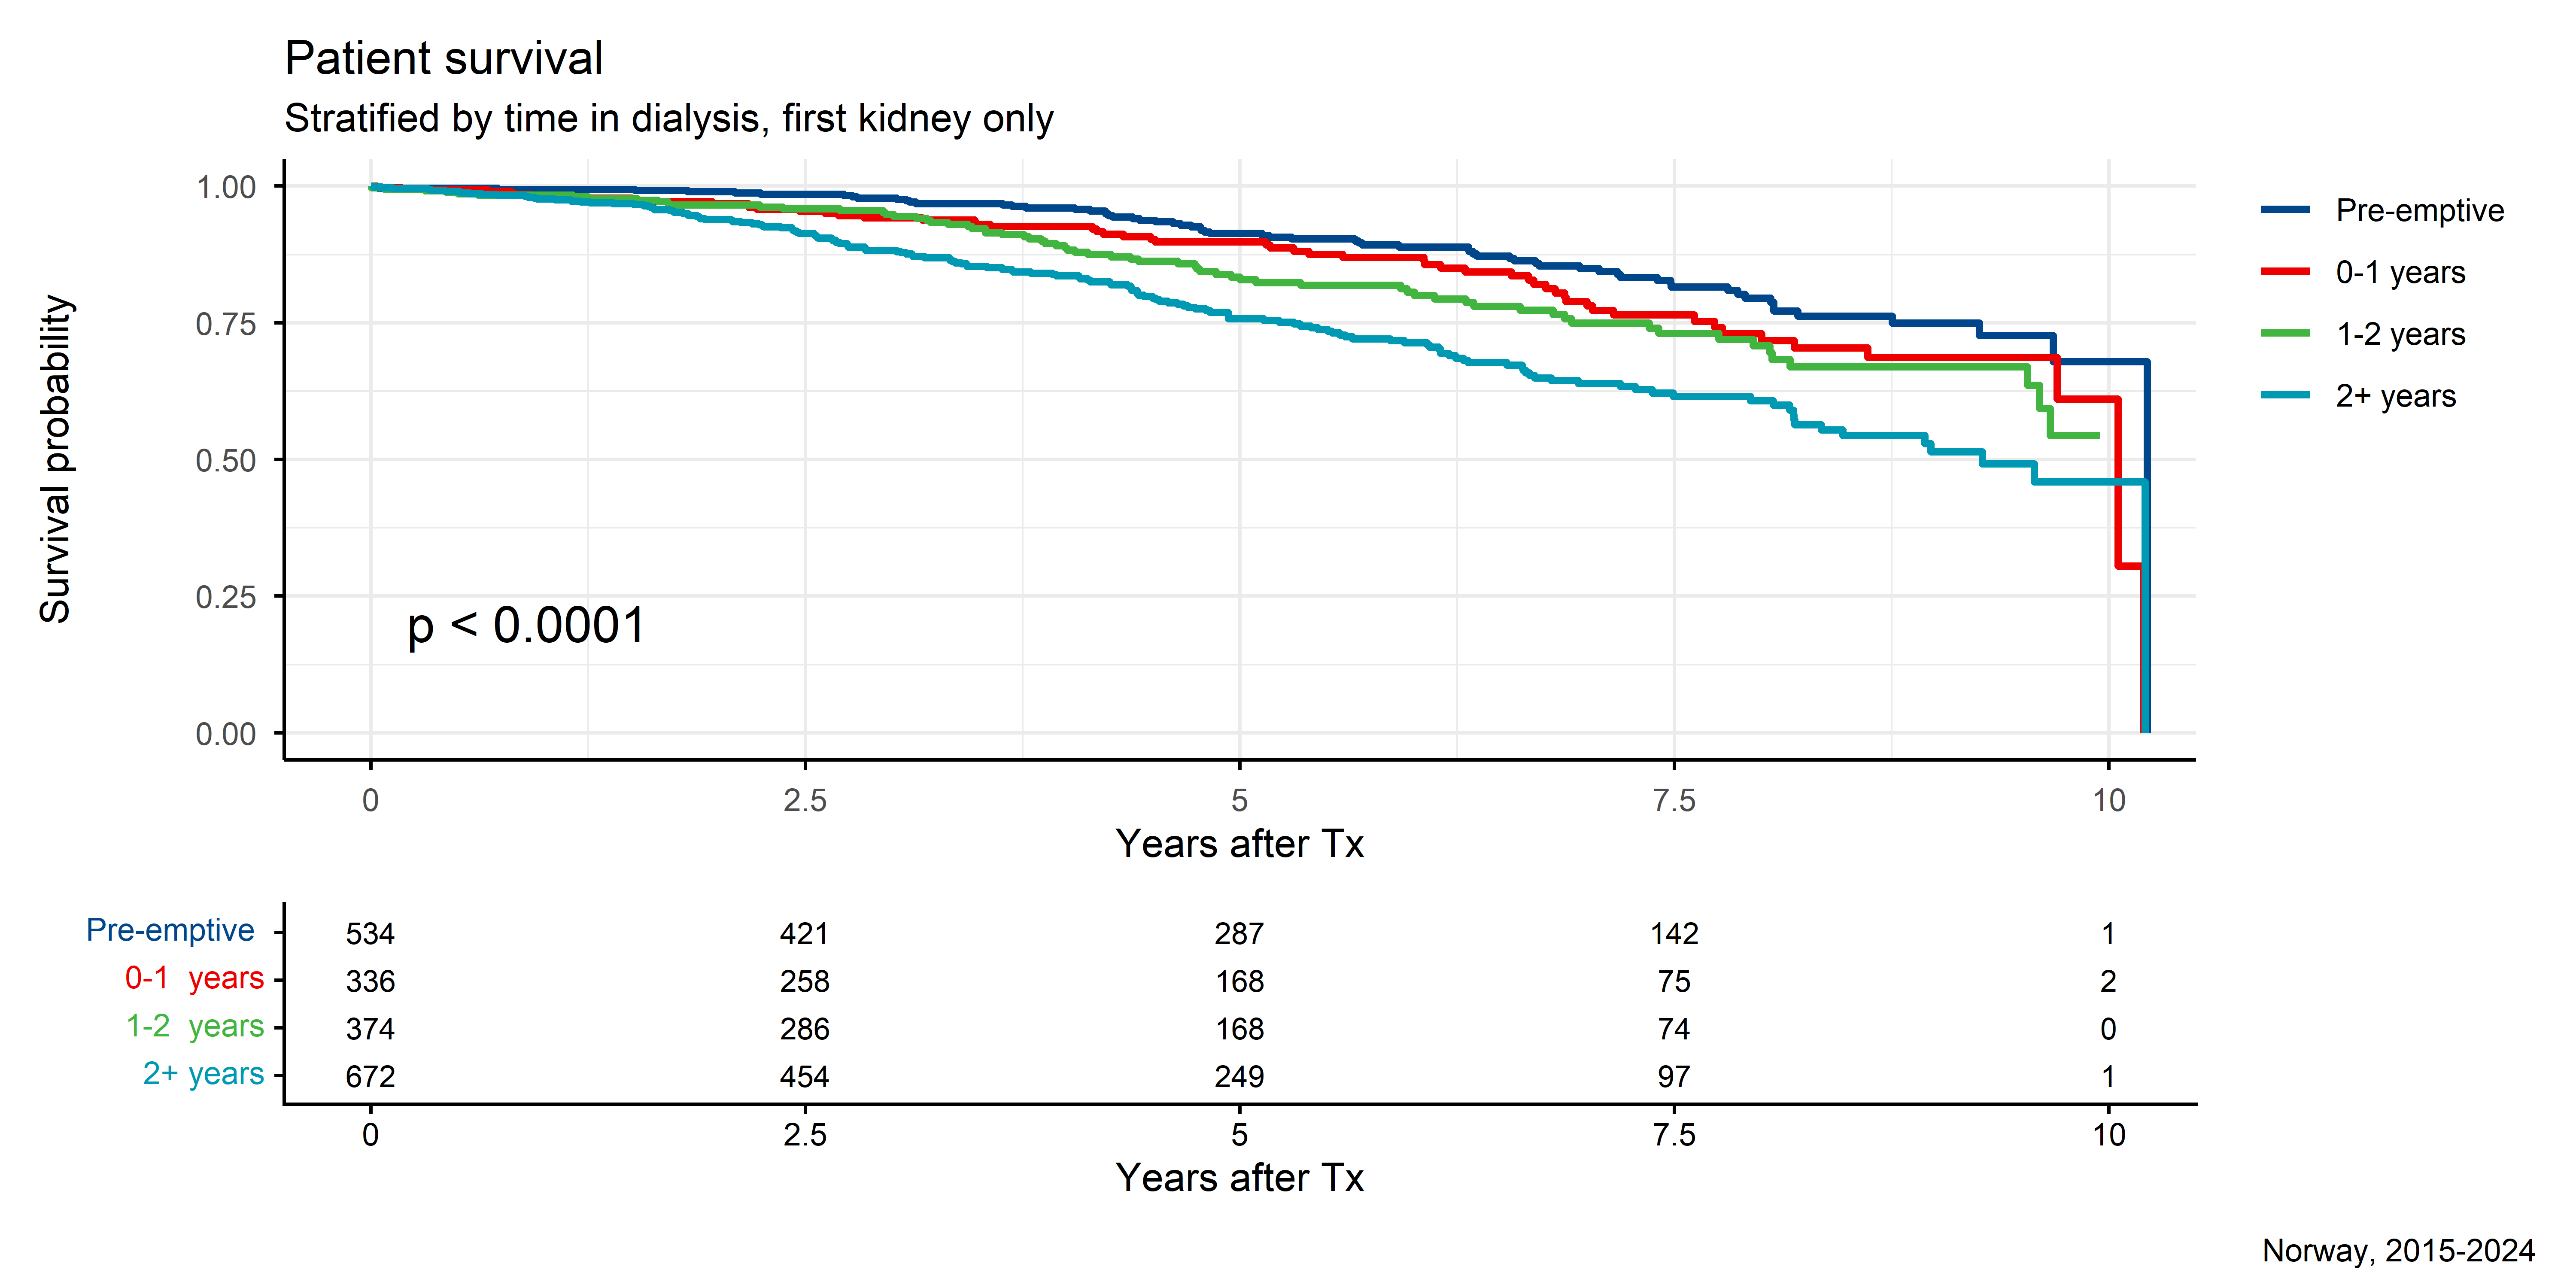 Patient survival
Stratified by time in dialysis, first kidney only
Survival probability
1.00
0.75
0.50
0.25
0.00
p < 0.0001
0 2.5 5 7.5 10
Years after Tx
Pre-emptive
0-1 years
1-2 years
2+ years
Pre-emptive 534 421 287 142 1
0-1 years 336 258 168 75 2
1-2 years 374 286 168 74 0
2+ years 672 454 249 97 1
0 2.5 5 7.5 10
Years after Tx
Norway, 2015-2024